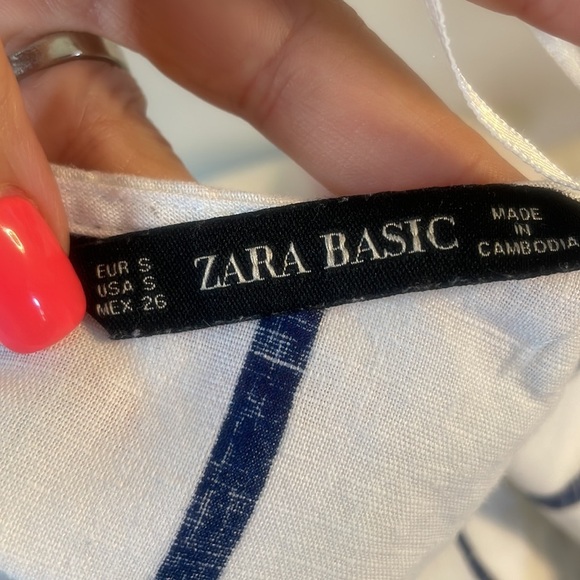 EUR S
USA S
MEX 26
ZARA BASIC
MADE
IN
CAMBODIA